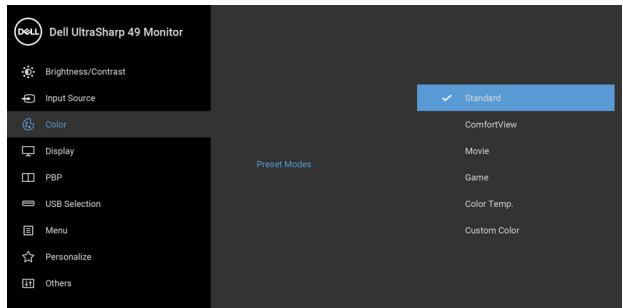 DELL Dell UltraSharp 49 Monitor
Brightness/Contrast
Input Source
Color
Display
PBP
USB Selection
Menu
Personalize
Others
Preset Modes
Standard
ComfortView
Movie
Game
Color Temp.
Custom Color